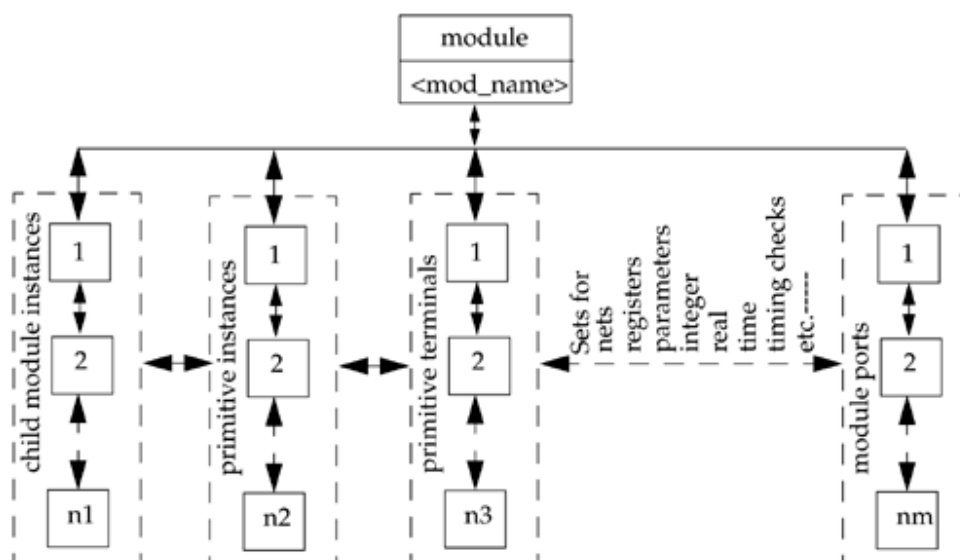 module
<mod_name>
child module instances
1
2
n1
primitive instances
1
2
n2
primitive terminals
1
2
n3
Sets for
nets
registers
parameters
integer
real
time
timing checks
etc.-----
module ports
1
2
nm